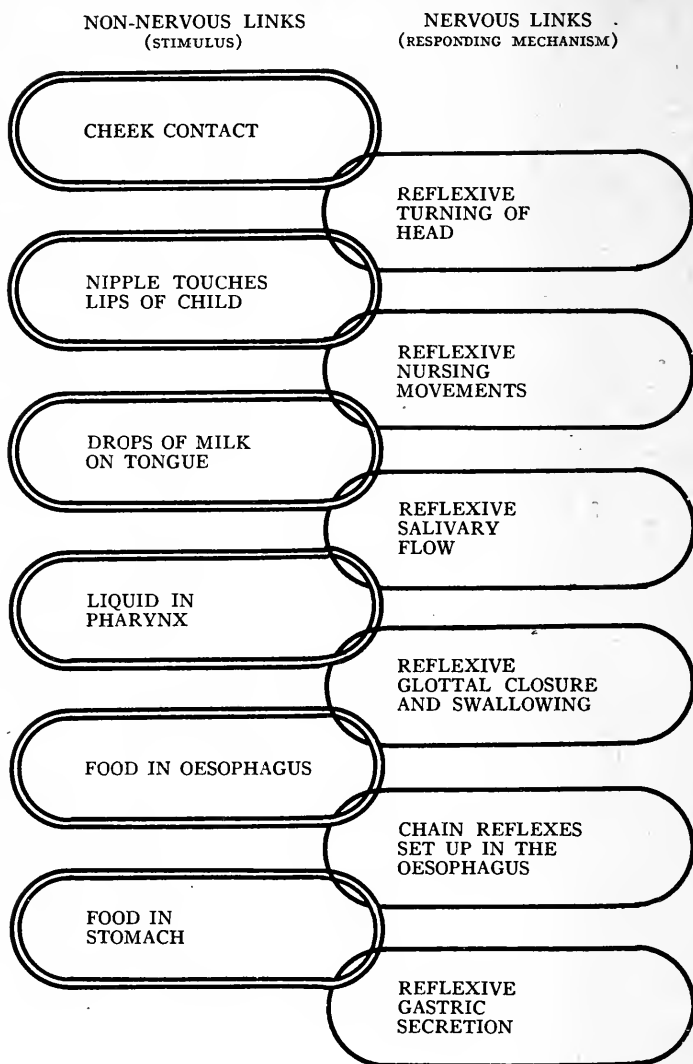 NON-NERVOUS LINKS
(STIMULUS)
NERVOUS LINKS
(RESPONDING MECHANISM)
CHEEK CONTACT
REFLEXIVE
TURNING OF
HEAD
NIPPLE TOUCHES
LIPS OF CHILD
REFLEXIVE
NURSING
MOVEMENTS
DROPS OF MILK
ON TONGUE
REFLEXIVE
SALIVARY
FLOW
LIQUID IN
PHARYNX
REFLEXIVE
GLOTTAL CLOSURE
AND SWALLOWING
FOOD IN OESOPHAGUS
CHAIN REFLEXES
SET UP IN THE
OESOPHAGUS
FOOD IN
STOMACH
REFLEXIVE
GASTRIC
SECRETION